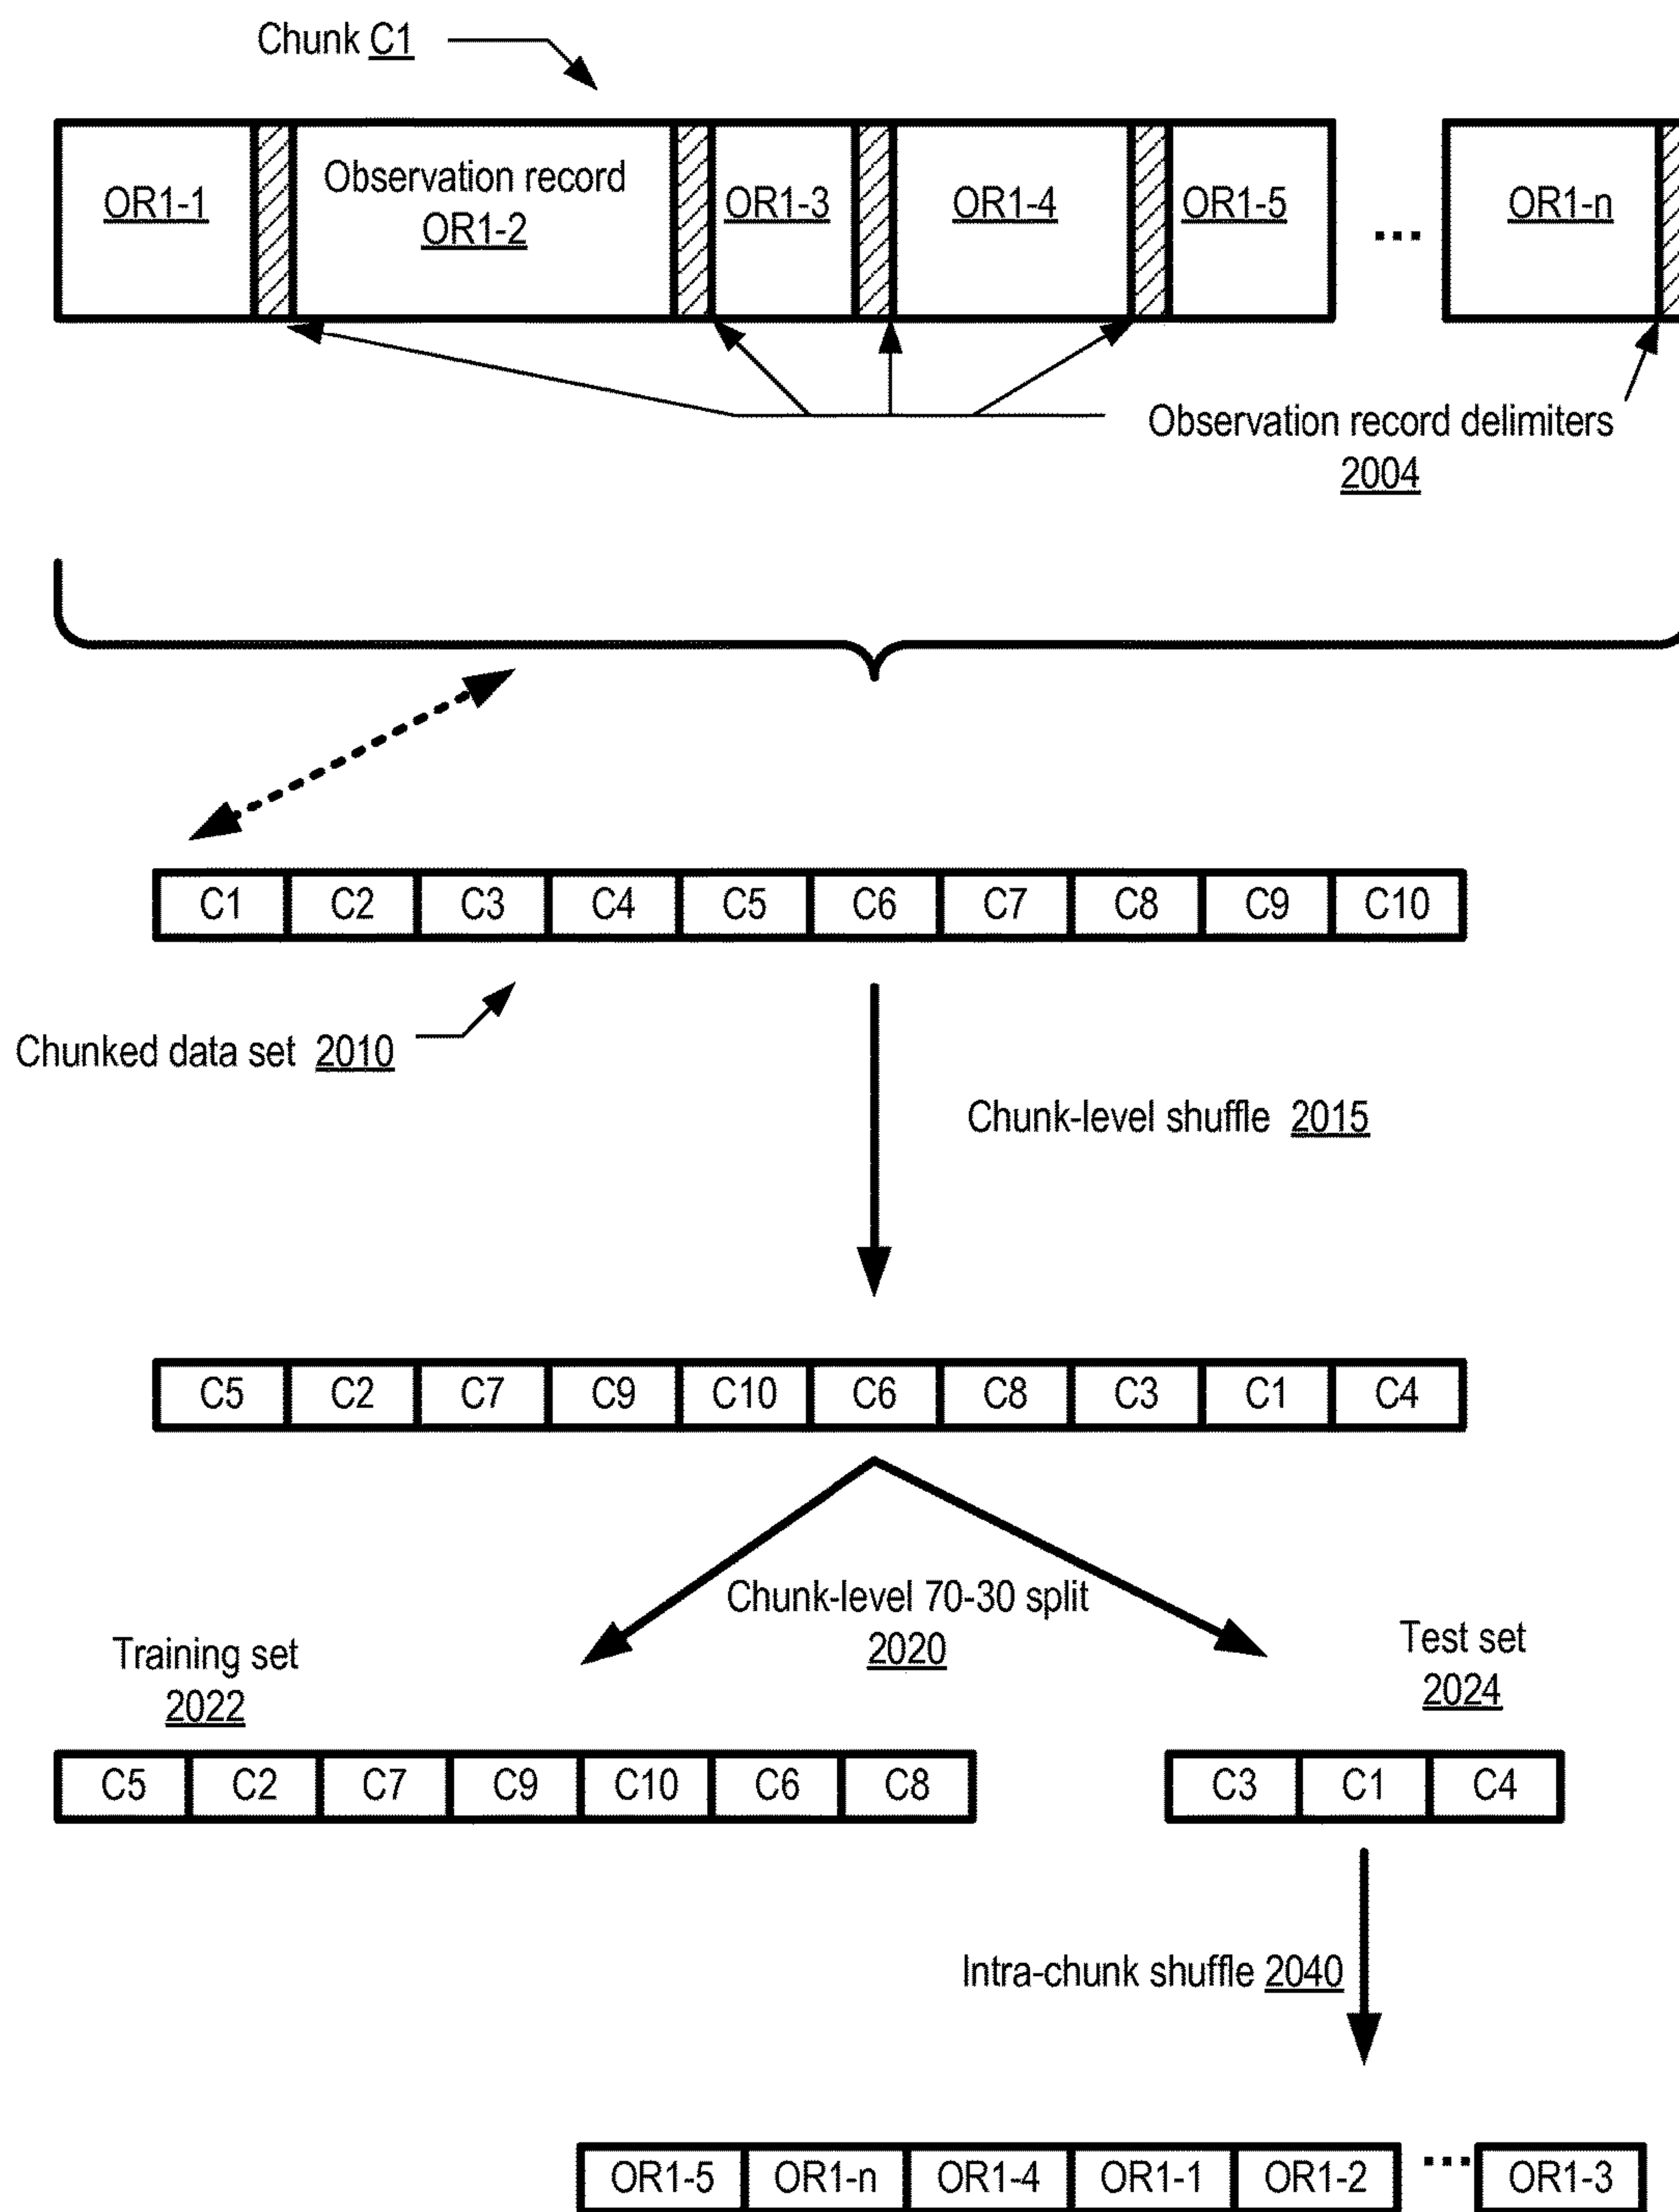 Chunk C1
OR1-1 Observation record OR1-3 OR1-4 OR1-5 ... OR1-n
OR1-2
Observation record delimiters
2004
C1 C2 C3 C4 C5 C6 C7 C8 C9 C10
Chunked data set 2010
Chunk-level shuffle 2015
C5 C2 C7 C9 C10 C6 C8 C3 C1 C4
Chunk-level 70-30 split
2020
Training set
2022
Test set
2024
C5 C2 C7 C9 C10 C6 C8
C3 C1 C4
Intra-chunk shuffle 2040
OR1-5 OR1-n OR1-4 OR1-1 OR1-2 ... OR1-3